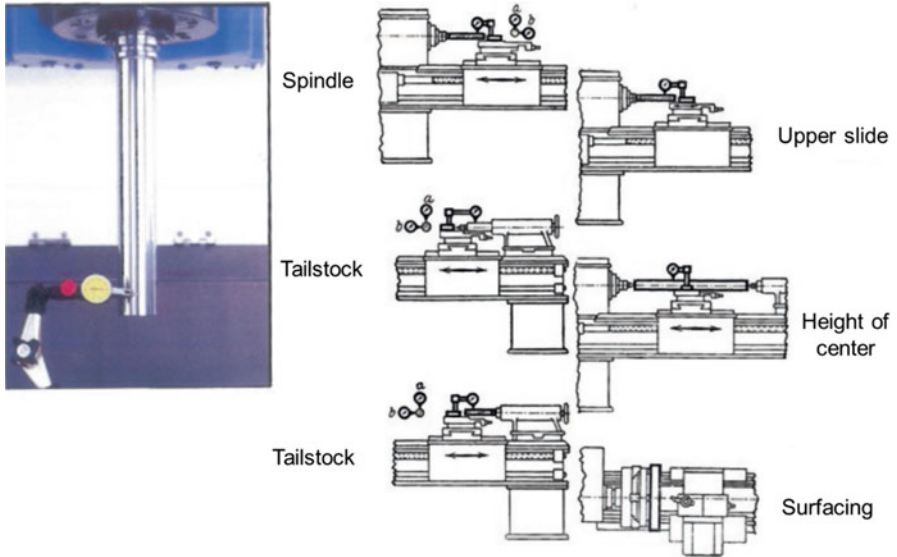 Spindle
a
b
Upper slide
a
b
Tailstock
Height of
center
a
b
Tailstock
Surfacing